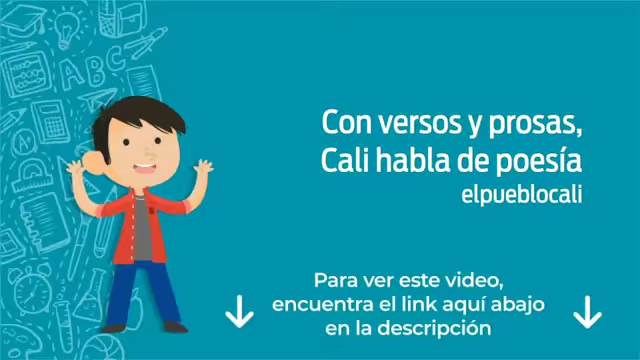 ABC
Con versos y prosas,
Cali habla de poesía
elpueblocali
Para ver este video,
encuentra el link aquí abajo
en la descripción